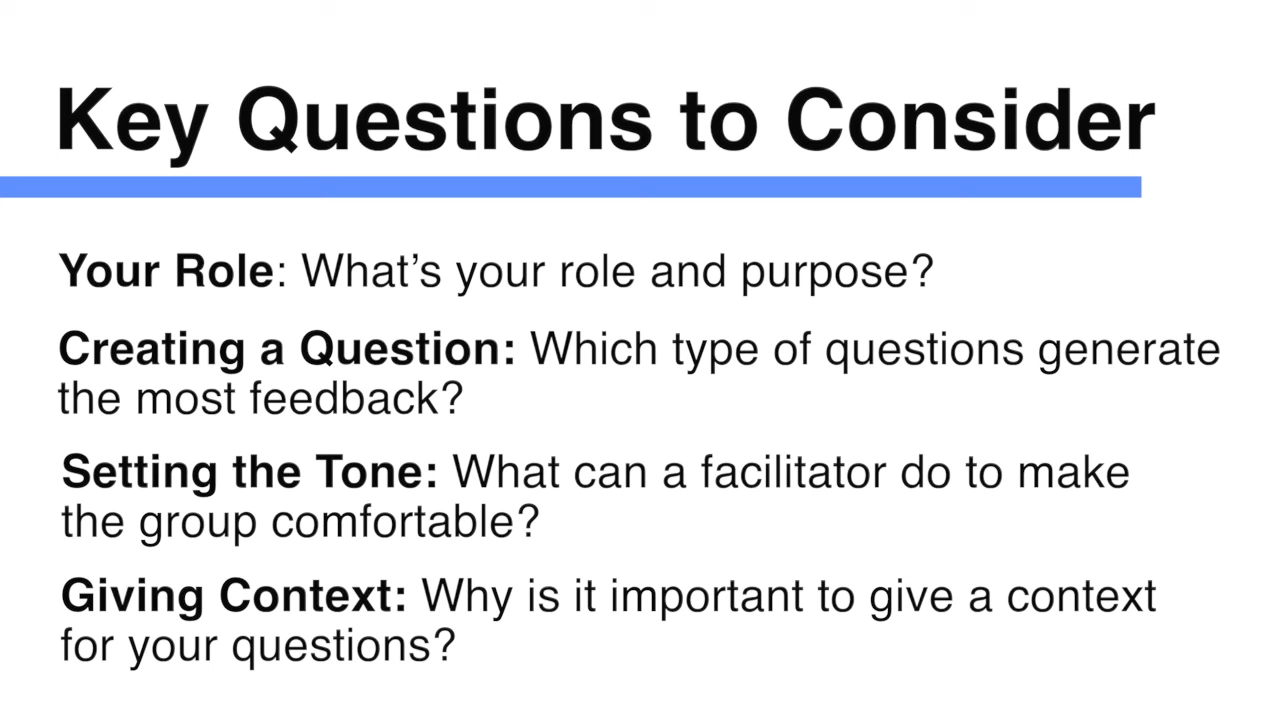 Key Questions to Consider
Your Role: What’s your role and purpose?
Creating a Question: Which type of questions generate
the most feedback?
Setting the Tone: What can a facilitator do to make
the group comfortable?
Giving Context: Why is it important to give a context
for your questions?